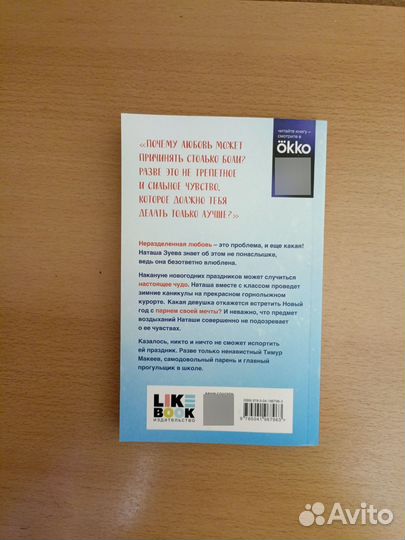 читайте книгу –
смотрите в
ökko
«Почему любовь может
причинять столько боли?
Разве это не трепетное
и сильное чувство,
которое должно тебя
делать только лучше?»
Неразделенная любовь – это проблема, и еще какая!
Наташа Зуева знает об этом не понаслышке,
ведь она безответно влюблена.
Накануне новогодних праздников может случиться
настоящее чудо. Наташа вместе с классом проведет
зимние каникулы на прекрасном горнолыжном
курорте. Какая девушка откажется встретить Новый
год с парнем своей мечты? И неважно, что предмет
воздыханий Наташи совершенно не подозревает
о ее чувствах.
Казалось, никто и ничто не сможет испортить
ей праздник. Разве только ненавистный Тимур
Макеев, самодовольный парень и главный
прогульщик в школе.
LIKE
BOOK
издательство
Avito